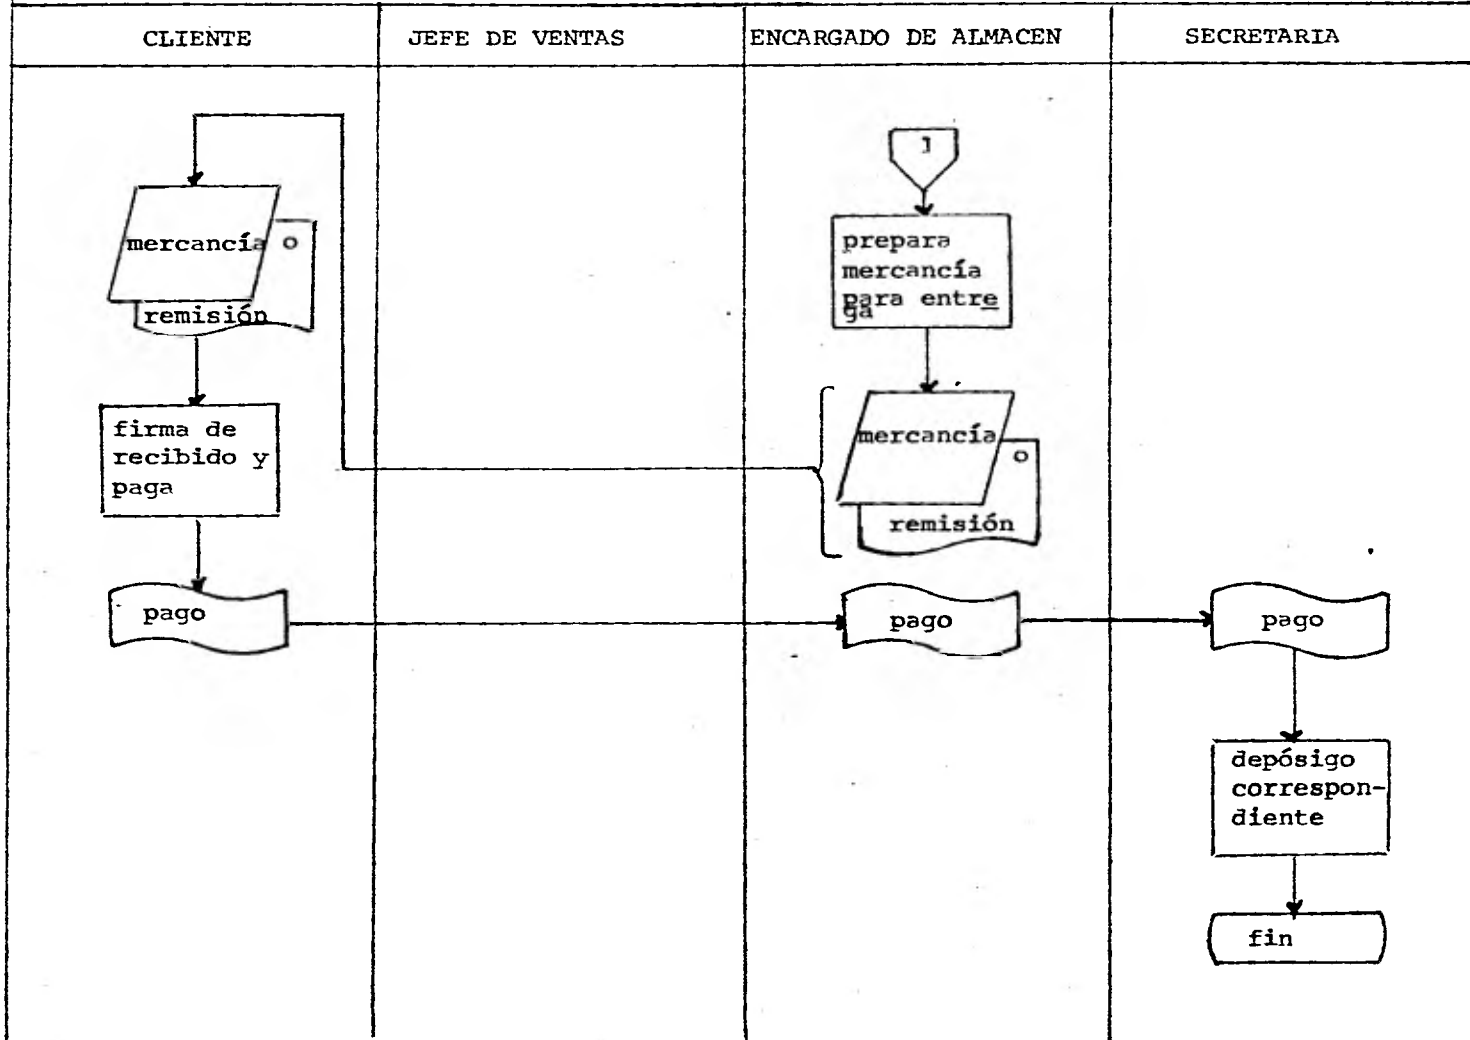 CLIENTE
JEFE DE VENTAS
ENCARGADO DE ALMACEN
SECRETARIA
mercancía
o
remisión
firma de
recibido y
paga
pago
1
prepara
mercancía
para entre
ga
mercancía
o
remisión
pago
pago
depósigo
correspon-
diente
fin